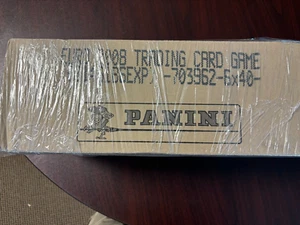 EURO 2008 TRADING CARD GAME
-703962-6x40-
PANINI